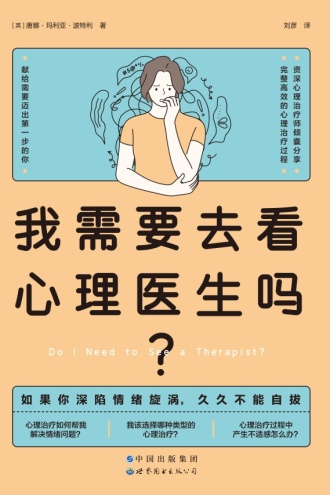 [英]唐娜·玛利亚·波特利 著
刘彦 译
献给需要迈出第一步的你
资深心理治疗师倾囊分享
完整高效的心理治疗过程
我需要去看
心理医生吗
?
Do I Need to See a Therapist?
如果你深陷情绪旋涡，久久不能自拔
心理治疗如何帮我
解决情绪问题?
我该选择哪种类型的
心理治疗?
心理治疗过程中
产生不适感怎么办?
中国出版集团
世界图书出版公司